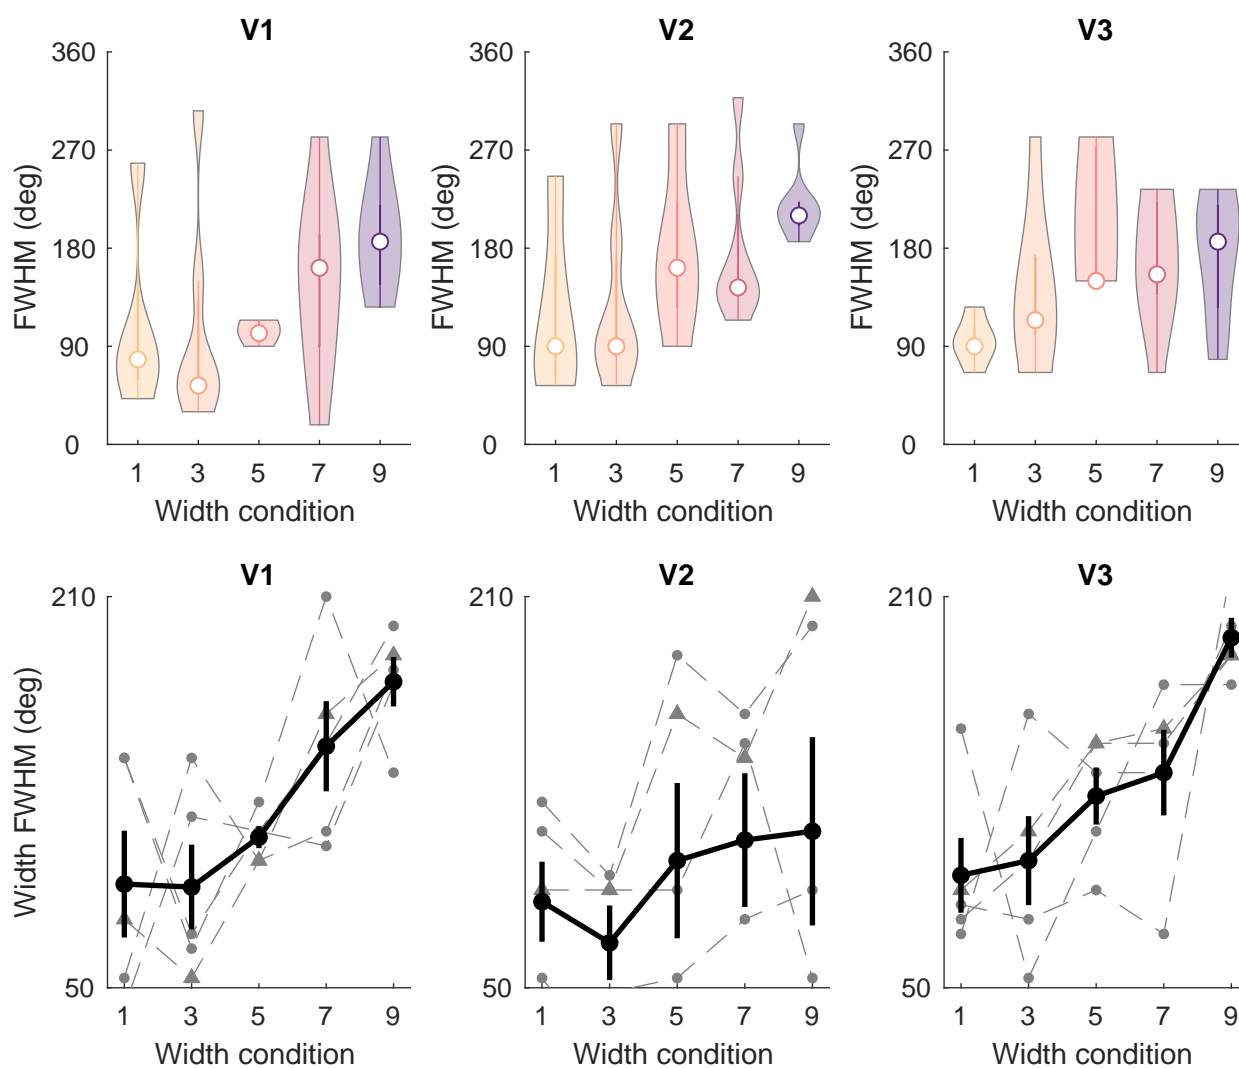 V1 V2 V3
360 360 360
270 270 270
180 180 180
90 90 90
0 0 0
FWHM (deg) FWHM (deg) FWHM (deg)
1 3 5 7 9 1 3 5 7 9 1 3 5 7 9
Width condition Width condition Width condition
V1 V2 V3
210 210 210
Width FWHM (deg)
50 50 50
1 3 5 7 9 1 3 5 7 9 1 3 5 7 9
Width condition Width condition Width condition